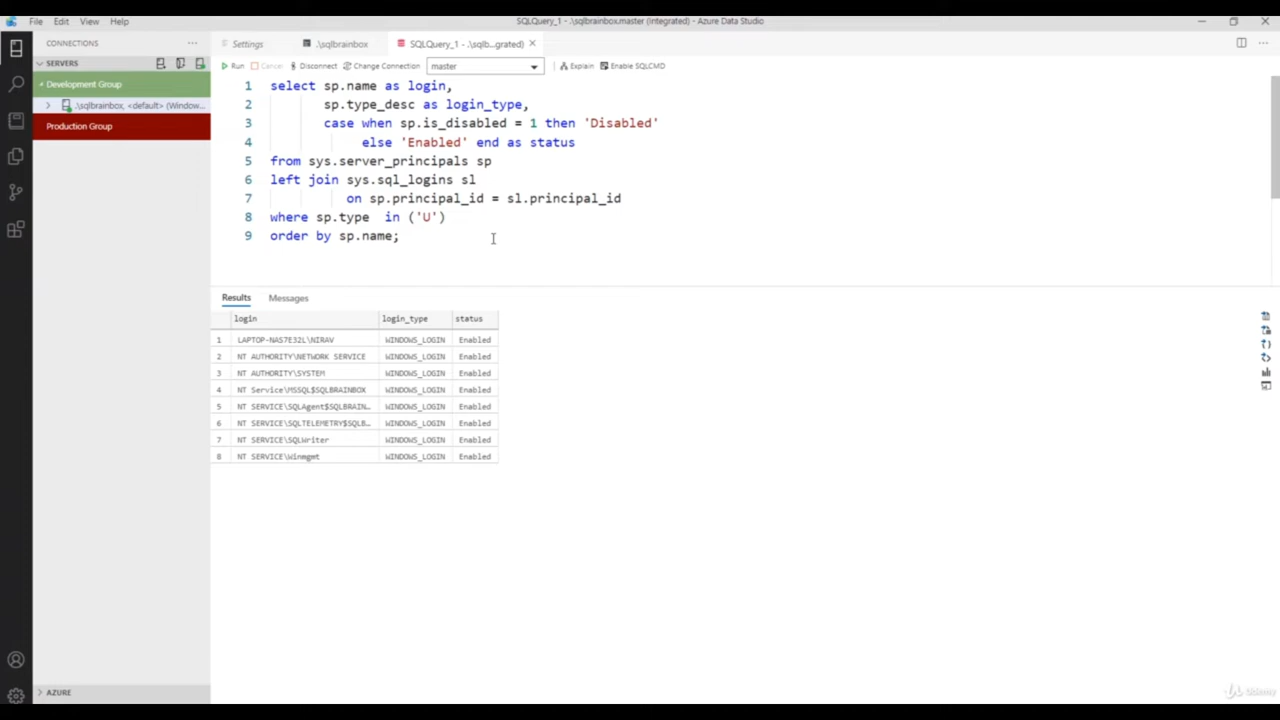 File Edit View Help
SQLQuery_1 - .\sqlbrainbox.master (Integrated) - Azure Data Studio
CONNECTIONS
SERVERS
Development Group
.\sqlbrainbox, <default> (Window...
Production Group
AZURE
Settings
.\sqlbrainbox
SQLQuery_1 - .\sqlb...grated)
Run Cancel Disconnect Change Connection master Explain Enable SQLCMD
1 select sp.name as login,
2 sp.type_desc as login_type,
3 case when sp.is_disabled = 1 then 'Disabled'
4 else 'Enabled' end as status
5 from sys.server_principals sp
6 left join sys.sql_logins sl
7 on sp.principal_id = sl.principal_id
8 where sp.type in ('U')
9 order by sp.name;
Results Messages
login login_type status
1 LAPTOP-NAS7E32L\NIRAV WINDOWS_LOGIN Enabled
2 NT AUTHORITY\NETWORK SERVICE WINDOWS_LOGIN Enabled
3 NT AUTHORITY\SYSTEM WINDOWS_LOGIN Enabled
4 NT Service\MSSQL$SQLBRAINBOX WINDOWS_LOGIN Enabled
5 NT SERVICE\SQLAgent$SQLBRAIN... WINDOWS_LOGIN Enabled
6 NT SERVICE\SQLTELEMETRY$SQLB... WINDOWS_LOGIN Enabled
7 NT SERVICE\SQLWriter WINDOWS_LOGIN Enabled
8 NT SERVICE\Winmgmt WINDOWS_LOGIN Enabled
Udemy